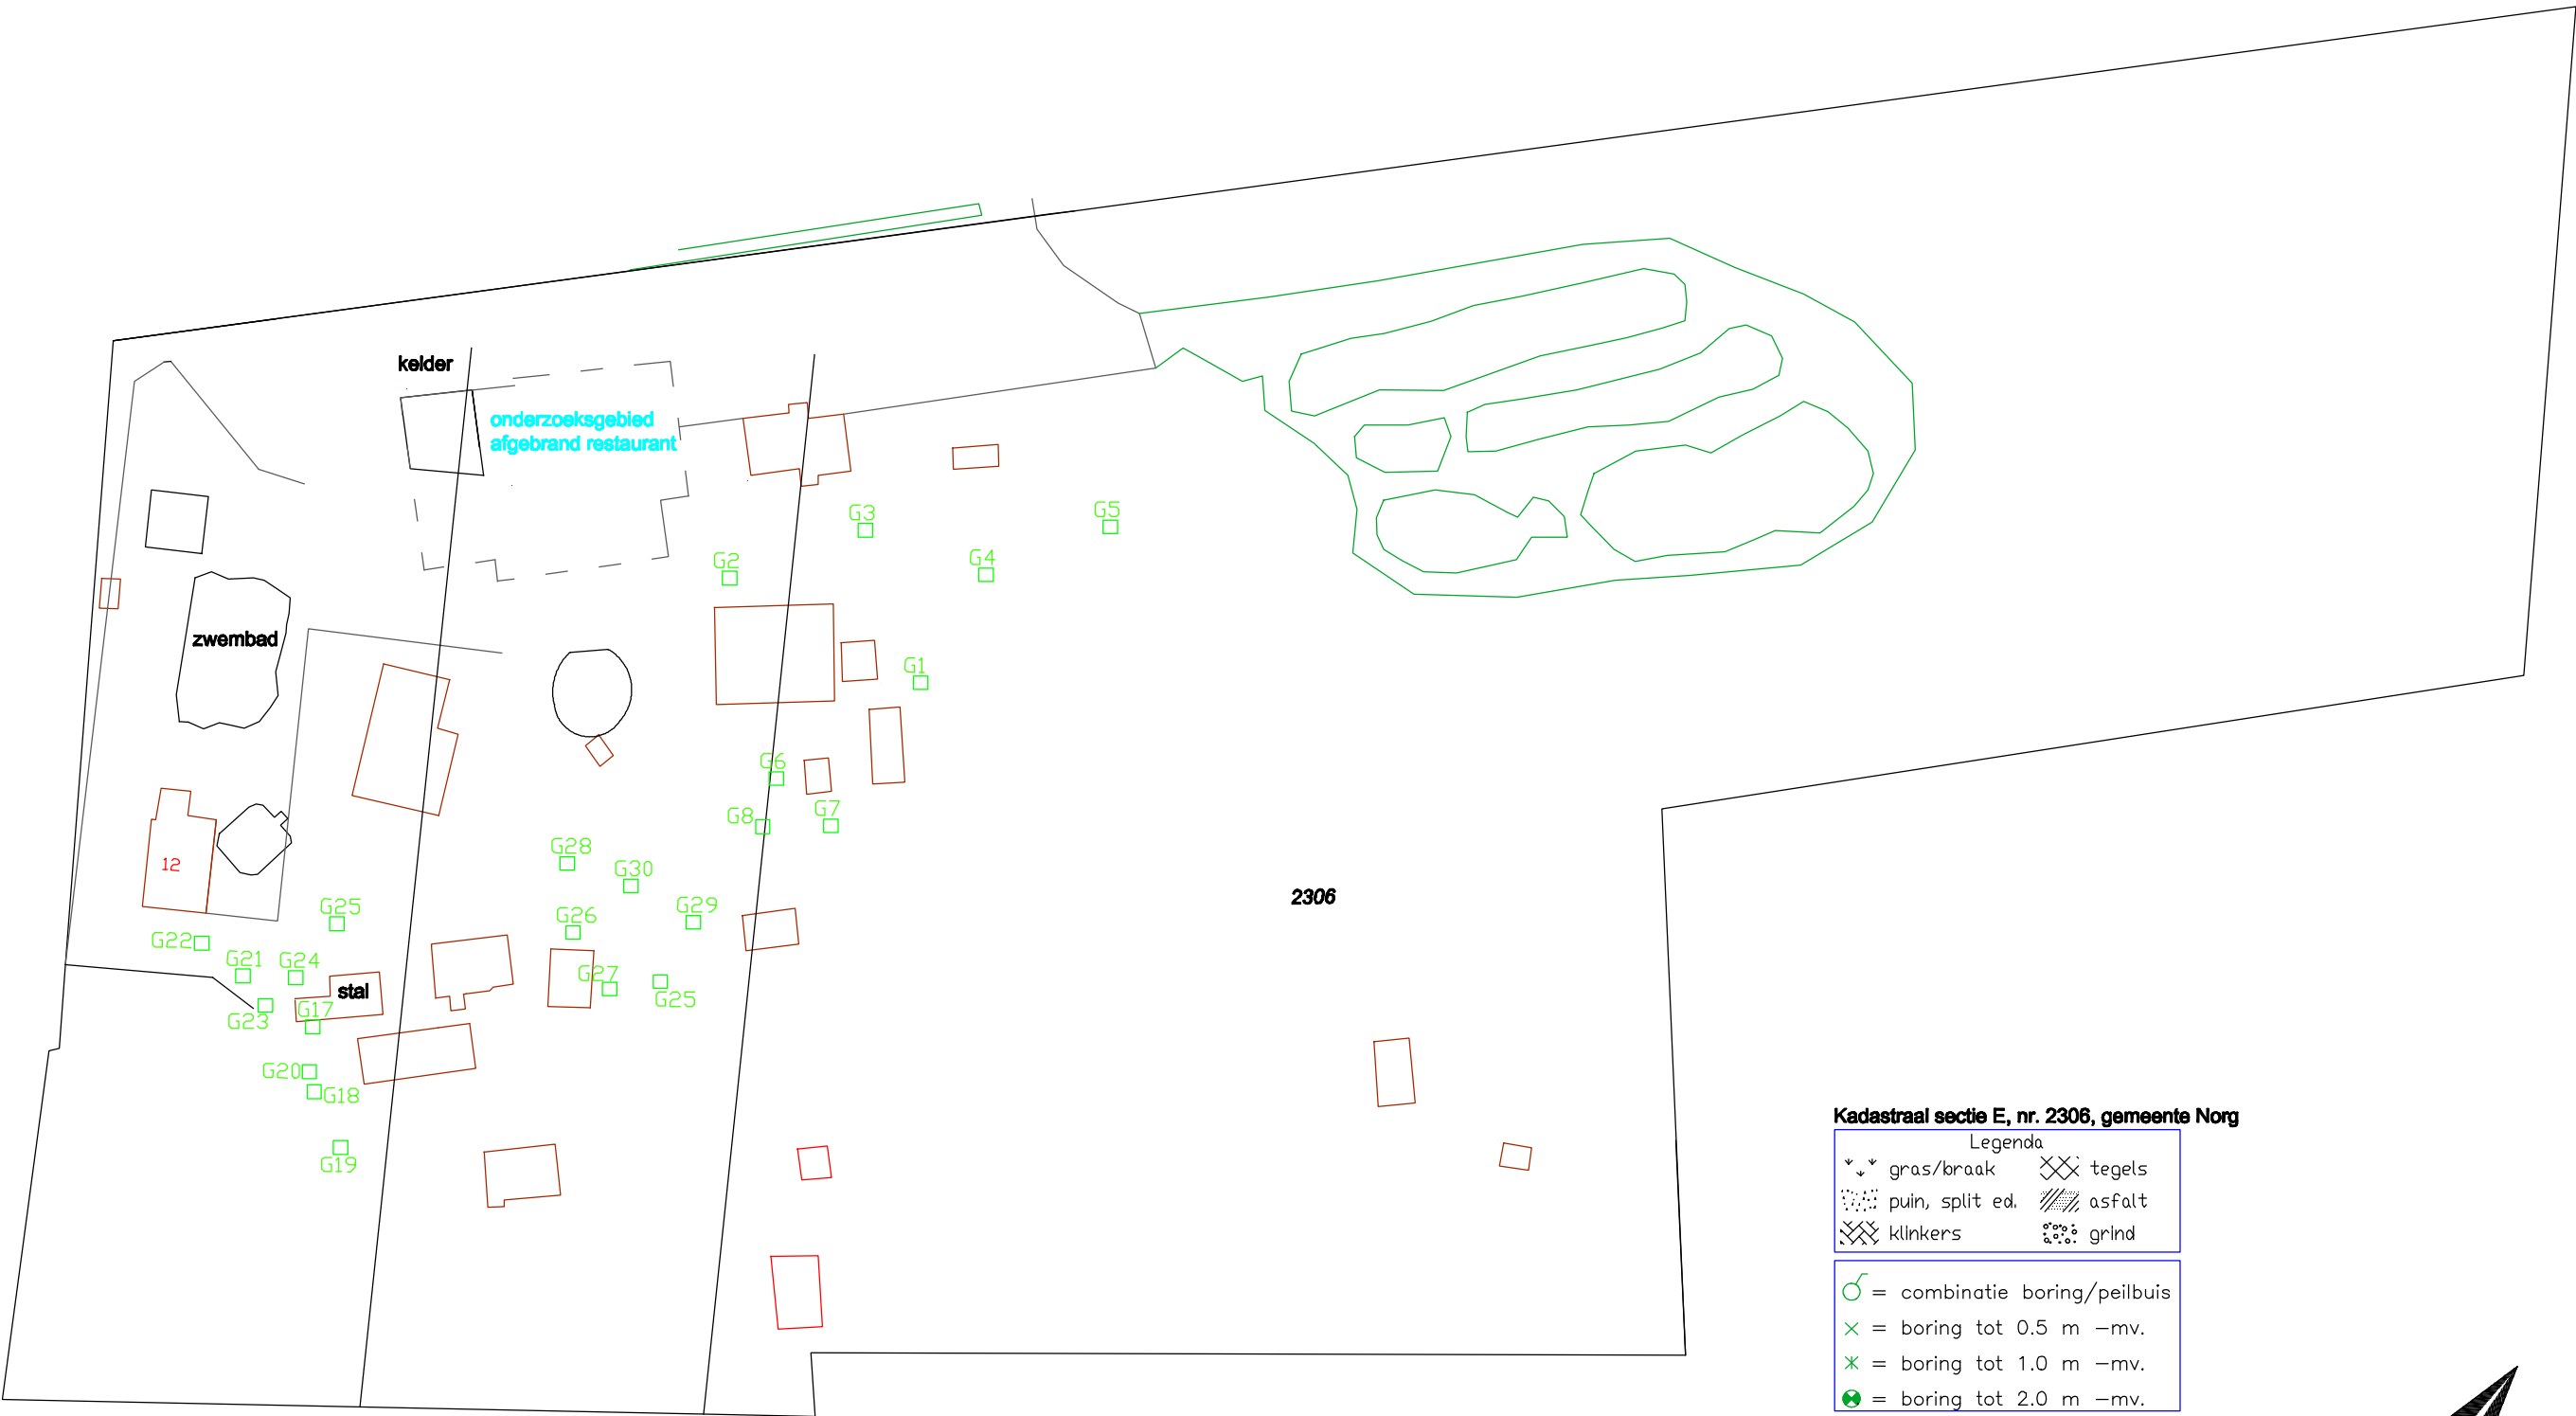 kelder
onderzoeksgebied
afgebrand restaurant
G3
G5
G2
G4
zwembad
G1
G6
G8
G7
G28
12
G30
2306
G25
G29
G26
G22
G21
G24
G27
stal
G25
G17
G23
G20
G18
G19
Kadastraal sectie E, nr. 2306, gemeente Norg
Legenda
gras/braak
tegels
puin, split ed.
asfalt
klinkers
grind
= combinatie boring/peilbuis
= boring tot 0.5 m -mv.
= boring tot 1.0 m -mv.
= boring tot 2.0 m -mv.